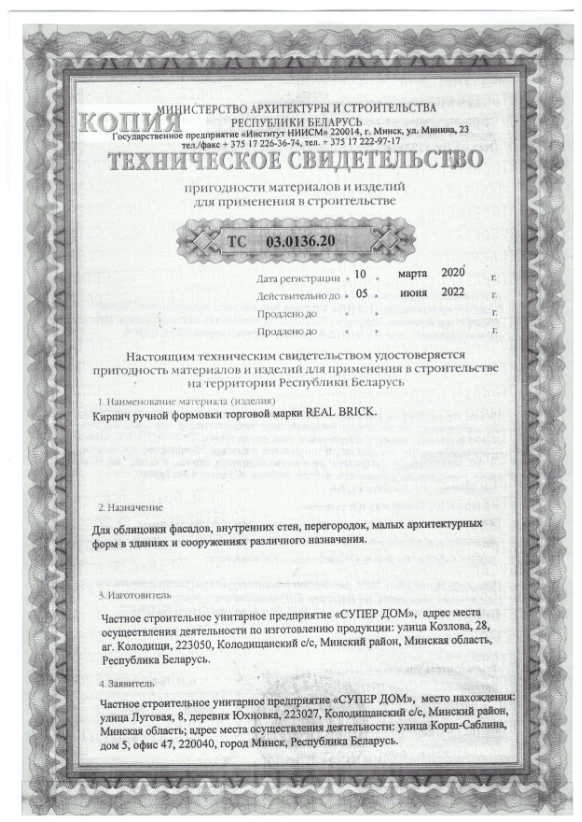 КОПИЯ
МИНИСТЕРСТВО АРХИТЕКТУРЫ И СТРОИТЕЛЬСТВА
РЕСПУБЛИКИ БЕЛАРУСЬ
Государственное предприятие «Институт НИИСМ» 220014, г. Минск, ул. Минина, 23
тел./факс + 375 17 226-36-74, тел. + 375 17 222-97-17
ТЕХНИЧЕСКОЕ СВИДЕТЕЛЬСТВО
пригодности материалов и изделий
для применения в строительстве
ТС 03.0136.20
Дата регистрации « 10 » марта 2020 г.
Действительно до « 05 » июня 2022 г.
Продлено до « » г.
Продлено до « » г.
Настоящим техническим свидетельством удостоверяется
пригодность материалов и изделий для применения в строительстве
на территории Республики Беларусь
1. Наименование материала (изделия)
Кирпич ручной формовки торговой марки REAL BRICK.
2. Назначение
Для облицовки фасадов, внутренних стен, перегородок, малых архитектурных
форм в зданиях и сооружениях различного назначения.
3. Изготовитель
Частное строительное унитарное предприятие «СУПЕР ДОМ», адрес места
осуществления деятельности по изготовлению продукции: улица Козлова, 28,
аг. Колодищи, 223050, Колодищанский с/с, Минский район, Минская область,
Республика Беларусь.
4. Заявитель
Частное строительное унитарное предприятие «СУПЕР ДОМ», место нахождения:
улица Луговая, 8, деревня Юхновка, 223027, Колодищанский с/с, Минский район,
Минская область; адрес места осуществления деятельности: улица Корш-Саблина,
дом 5, офис 47, 220040, город Минск, Республика Беларусь.